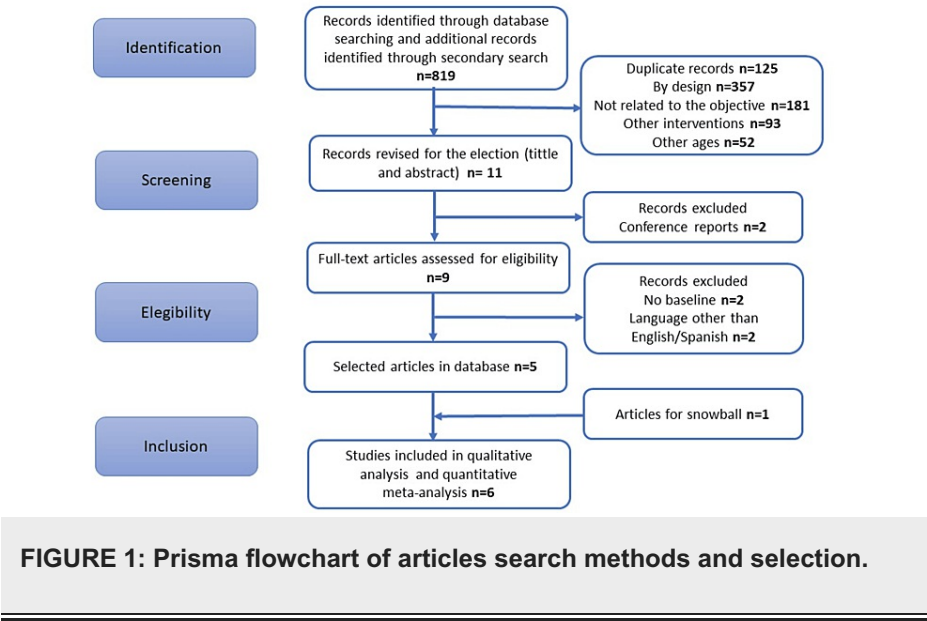 Identification
Records identified through database
searching and additional records
identified through secondary search
n=819
Duplicate records n=125
By design n=357
Not related to the objective n=181
Other interventions n=93
Other ages n=52
Screening
Records revised for the election (tittle
and abstract) n= 11
Records excluded
Conference reports n=2
Full-text articles assessed for eligibility
n=9
Elegibility
Records excluded
No baseline n=2
Language other than
English/Spanish n=2
Selected articles in database n=5
Articles for snowball n=1
Inclusion
Studies included in qualitative
analysis and quantitative
meta-analysis n=6
FIGURE 1: Prisma flowchart of articles search methods and selection.